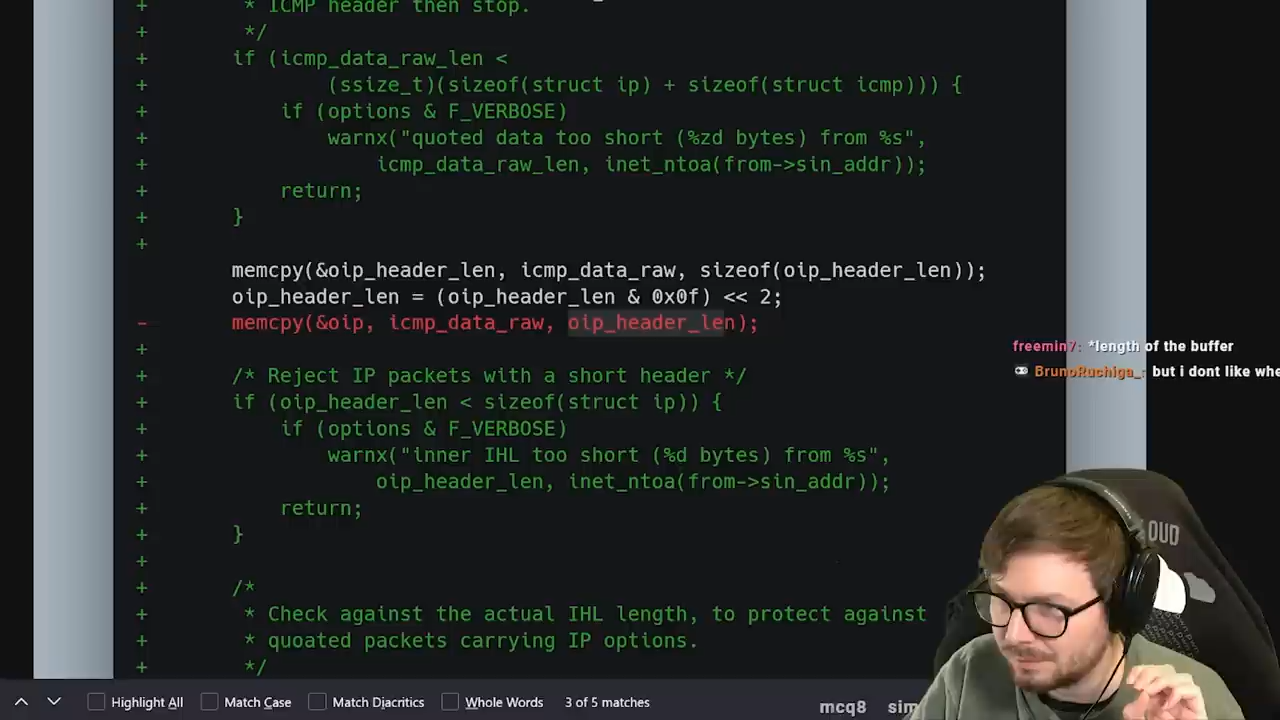 + * ICMP header then stop.
+ */
+ if (icmp_data_raw_len <
+ (ssize_t)(sizeof(struct ip) + sizeof(struct icmp))) {
+ if (options & F_VERBOSE)
+ warnx("quoted data too short (%zd bytes) from %s",
+ icmp_data_raw_len, inet_ntoa(from->sin_addr));
+ return;
+ }
+
memcpy(&oip_header_len, icmp_data_raw, sizeof(oip_header_len));
oip_header_len = (oip_header_len & 0x0f) << 2;
- memcpy(&oip, icmp_data_raw, oip_header_len);
+
+ /* Reject IP packets with a short header */
+ if (oip_header_len < sizeof(struct ip)) {
+ if (options & F_VERBOSE)
+ warnx("inner IHL too short (%d bytes) from %s",
+ oip_header_len, inet_ntoa(from->sin_addr));
+ return;
+ }
+
+ /*
+ * Check against the actual IHL length, to protect against
+ * quoated packets carrying IP options.
+ */
freemin7: *length of the buffer
BrunoRuchiga_: but i dont like whe
OUD
Highlight All Match Case Match Diacritics Whole Words 3 of 5 matches
mcq8 sim